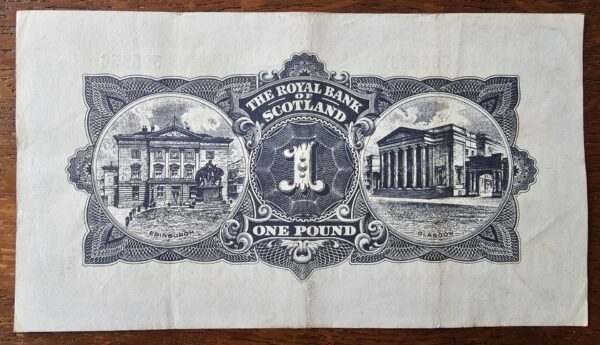 THE ROYAL BANK
OF
SCOTLAND
1
ONE POUND
EDINBURGH
GLASGOW